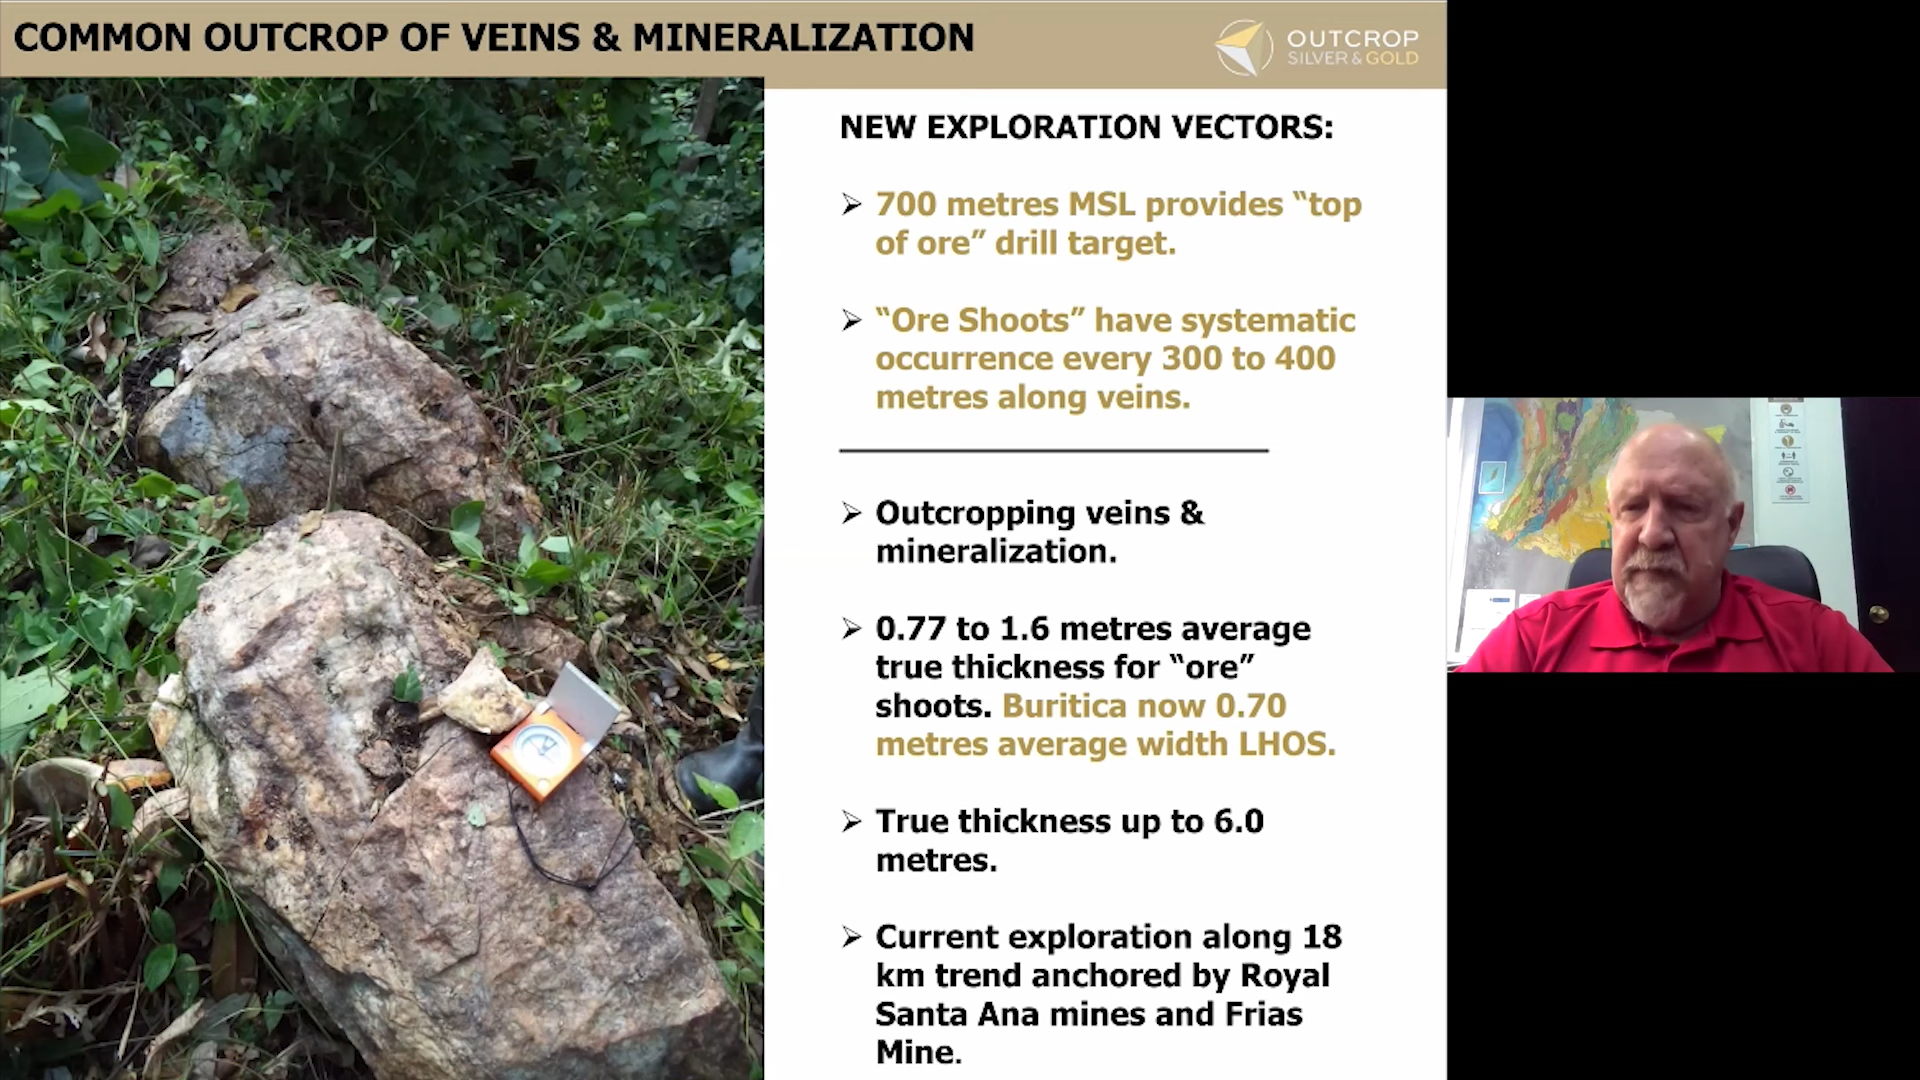 COMMON OUTCROP OF VEINS & MINERALIZATION
OUTCROP
SILVER & GOLD
NEW EXPLORATION VECTORS:
700 metres MSL provides “top
of ore” drill target.
“Ore Shoots” have systematic
occurrence every 300 to 400
metres along veins.
Outcropping veins &
mineralization.
0.77 to 1.6 metres average
true thickness for “ore”
shoots. Buritica now 0.70
metres average width LHOS.
True thickness up to 6.0
metres.
Current exploration along 18
km trend anchored by Royal
Santa Ana mines and Frias
Mine.